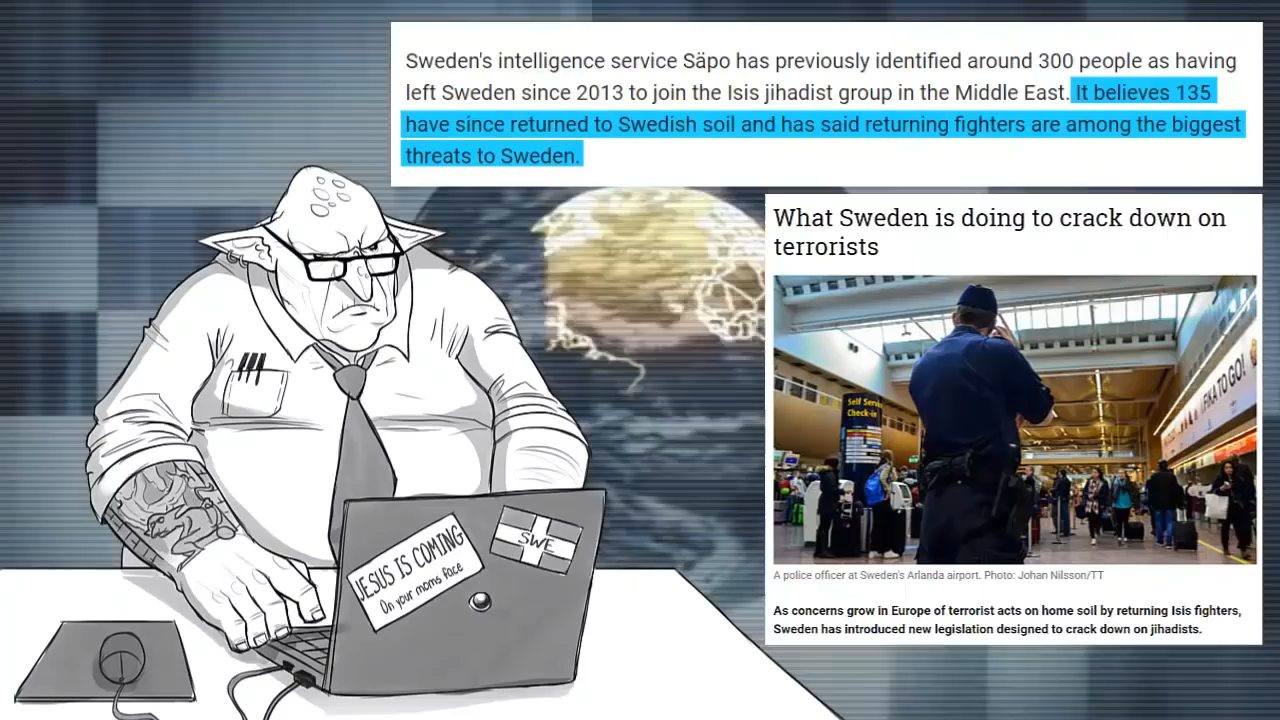 Sweden's intelligence service Säpo has previously identified around 300 people as having
left Sweden since 2013 to join the Isis jihadist group in the Middle East. It believes 135
have since returned to Swedish soil and has said returning fighters are among the biggest
threats to Sweden.
What Sweden is doing to crack down on
terrorists
Self Serv
Check-in
FIKA TO GO!
A police officer at Sweden's Arlanda airport. Photo: Johan Nilsson/TT
As concerns grow in Europe of terrorist acts on home soil by returning Isis fighters,
Sweden has introduced new legislation designed to crack down on jihadists.
JESUS IS COMING
On your moms face
SWE